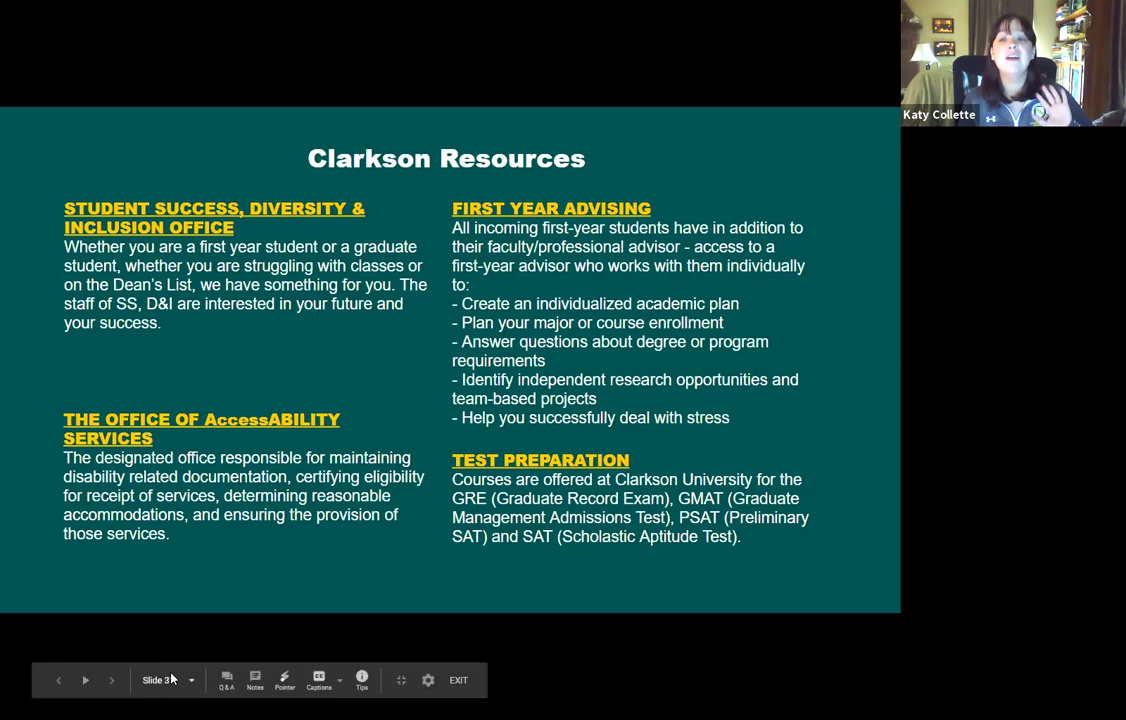 Katy Collette
Clarkson Resources
STUDENT SUCCESS, DIVERSITY &
INCLUSION OFFICE
Whether you are a first year student or a graduate
student, whether you are struggling with classes or
on the Dean's List, we have something for you. The
staff of SS, D&I are interested in your future and
your success.
THE OFFICE OF AccessABILITY
SERVICES
The designated office responsible for maintaining
disability related documentation, certifying eligibility
for receipt of services, determining reasonable
accommodations, and ensuring the provision of
those services.
FIRST YEAR ADVISING
All incoming first-year students have in addition to
their faculty/professional advisor - access to a
first-year advisor who works with them individually
to:
- Create an individualized academic plan
- Plan your major or course enrollment
- Answer questions about degree or program
requirements
- Identify independent research opportunities and
team-based projects
- Help you successfully deal with stress
TEST PREPARATION
Courses are offered at Clarkson University for the
GRE (Graduate Record Exam), GMAT (Graduate
Management Admissions Test), PSAT (Preliminary
SAT) and SAT (Scholastic Aptitude Test).
Slide 3
Q & A
Notes
Pointer
CC
Captions
Tips
EXIT